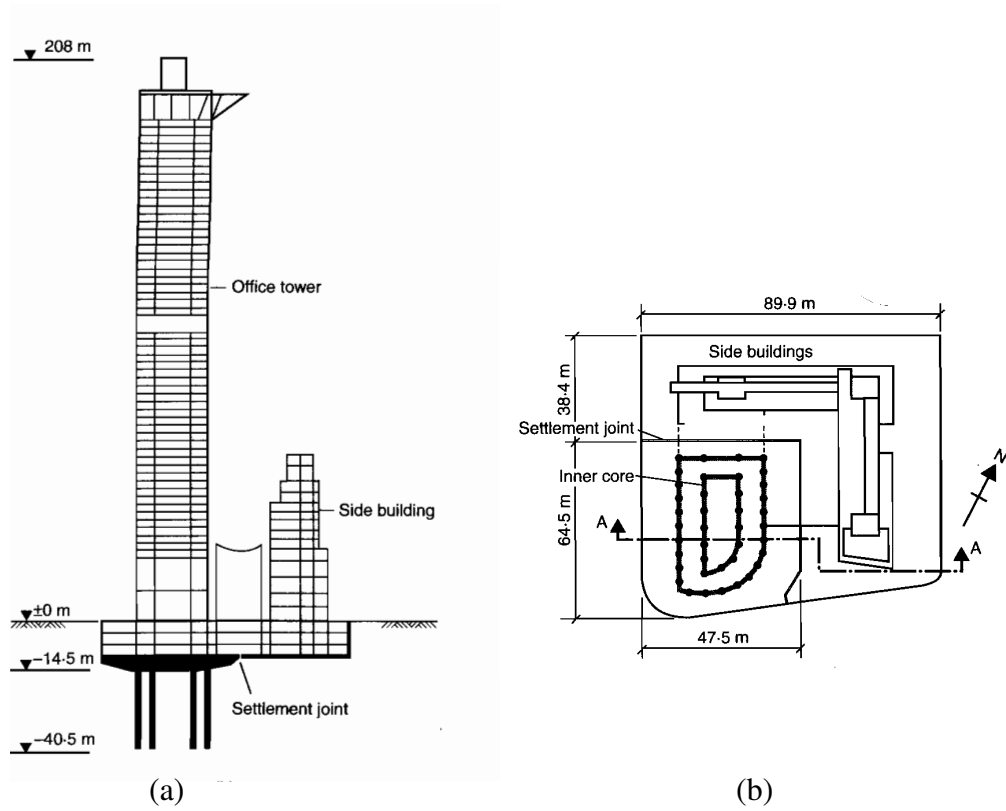 208 m
Office tower
Side building
±0 m
−14·5 m
Settlement joint
−40·5 m
(a)
89·9 m
Side buildings
38·4 m
Settlement joint
Inner core
64·5 m
A
A
N
47·5 m
(b)